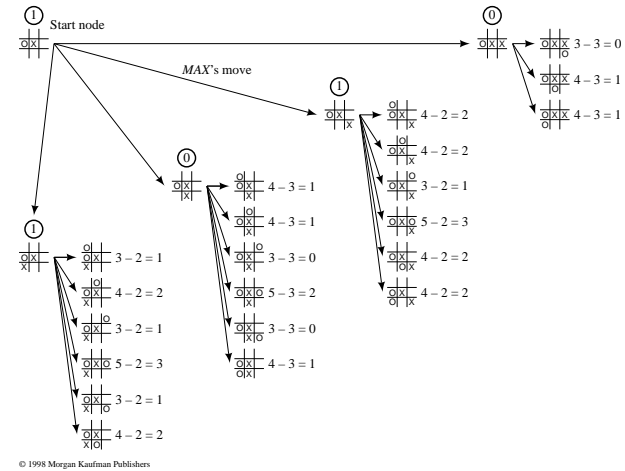 1
Start node
O X
0
O X X
O X X
O
3 – 3 = 0
O X X
O
4 – 3 = 1
O X X
O
4 – 3 = 1
MAX's move
1
O X
X
O
O X
X
4 – 2 = 2
O
O X
X
4 – 2 = 2
O
O X
X
3 – 2 = 1
O X O
X
5 – 2 = 3
O X
O X
4 – 2 = 2
O X
O X
4 – 2 = 2
0
O X
X
O
O X
X
4 – 3 = 1
O
O X
X
4 – 3 = 1
O
O X
X
3 – 3 = 0
O X O
X
5 – 3 = 2
O X
X O
3 – 3 = 0
O X
O X
4 – 3 = 1
1
O X
X
O
O X
X
3 – 2 = 1
O
O X
X
4 – 2 = 2
O
O X
X
3 – 2 = 1
O X O
X
5 – 2 = 3
O X
X O
3 – 2 = 1
O X
X O
4 – 2 = 2
© 1998 Morgan Kaufman Publishers